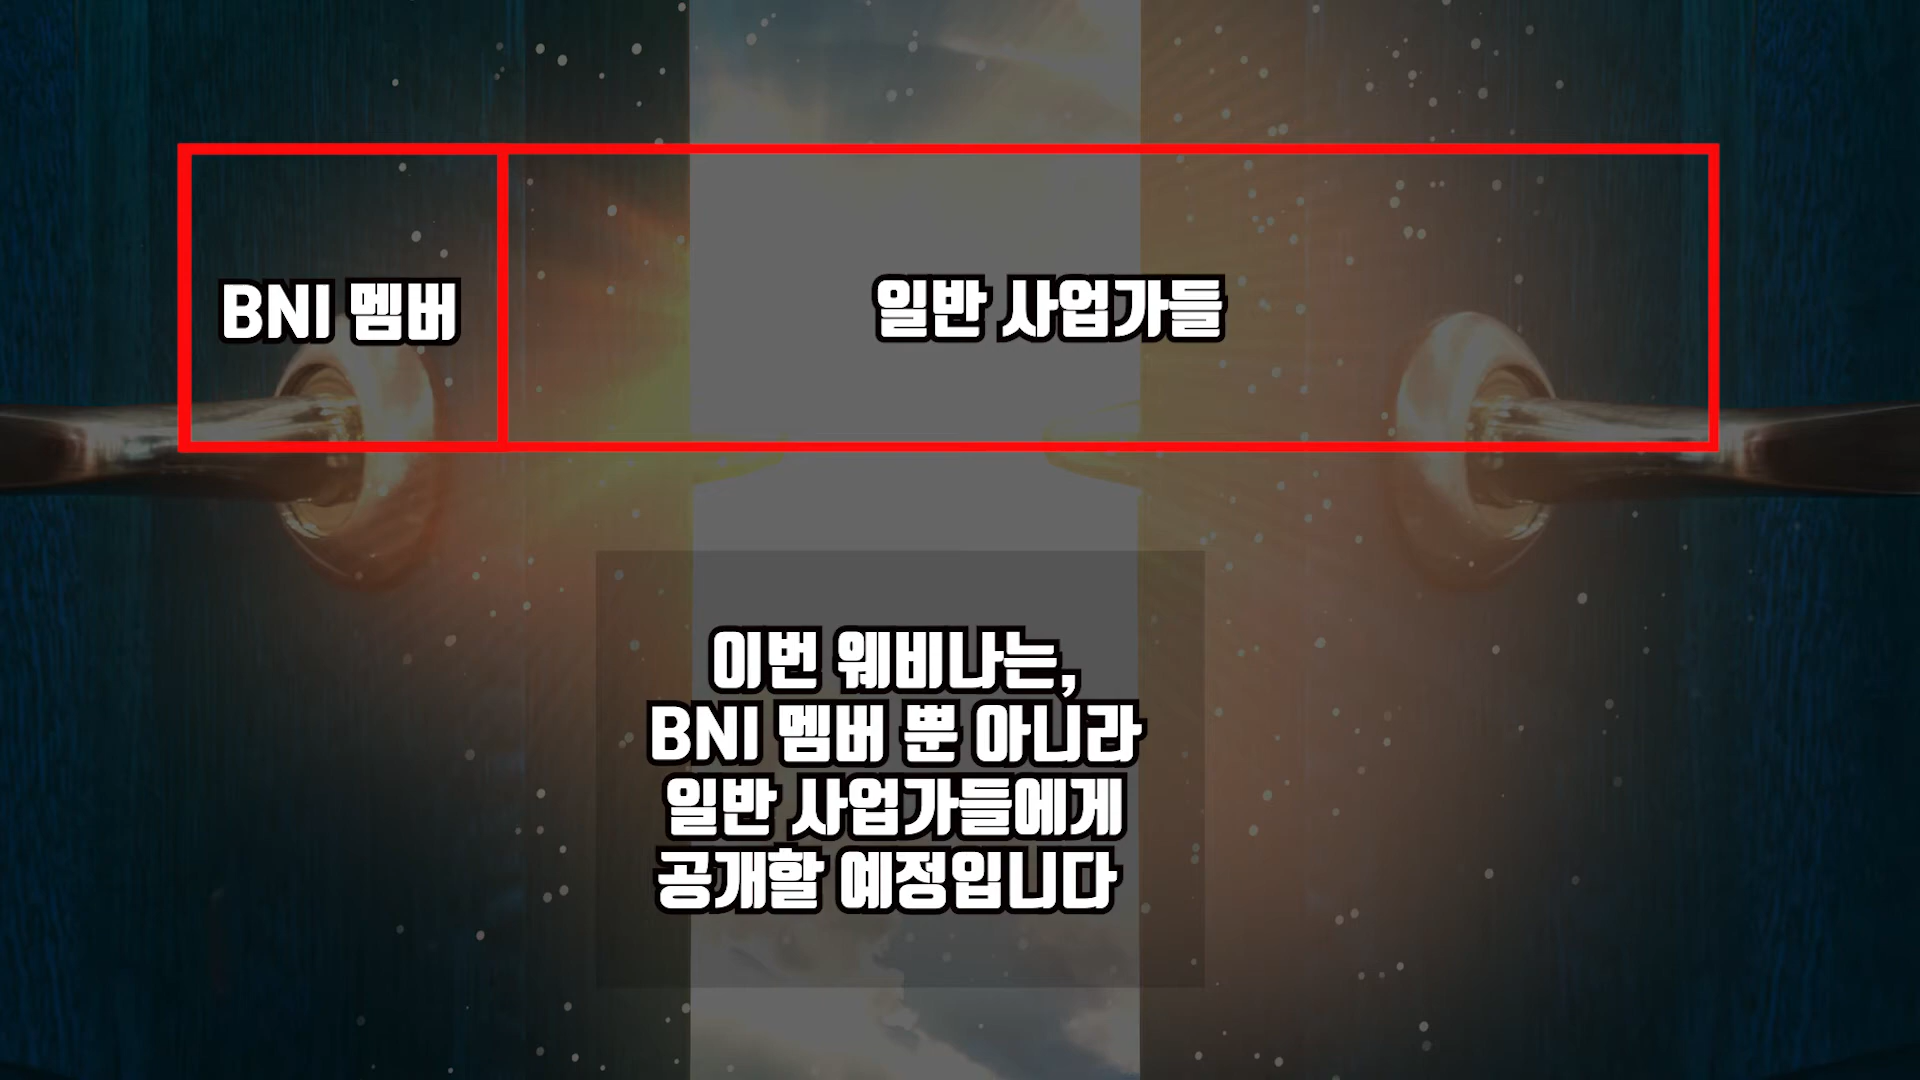 BNI 멤버
일반 사업가들
이번 웨비나는,
BNI 멤버 뿐 아니라
일반 사업가들에게
공개할 예정입니다